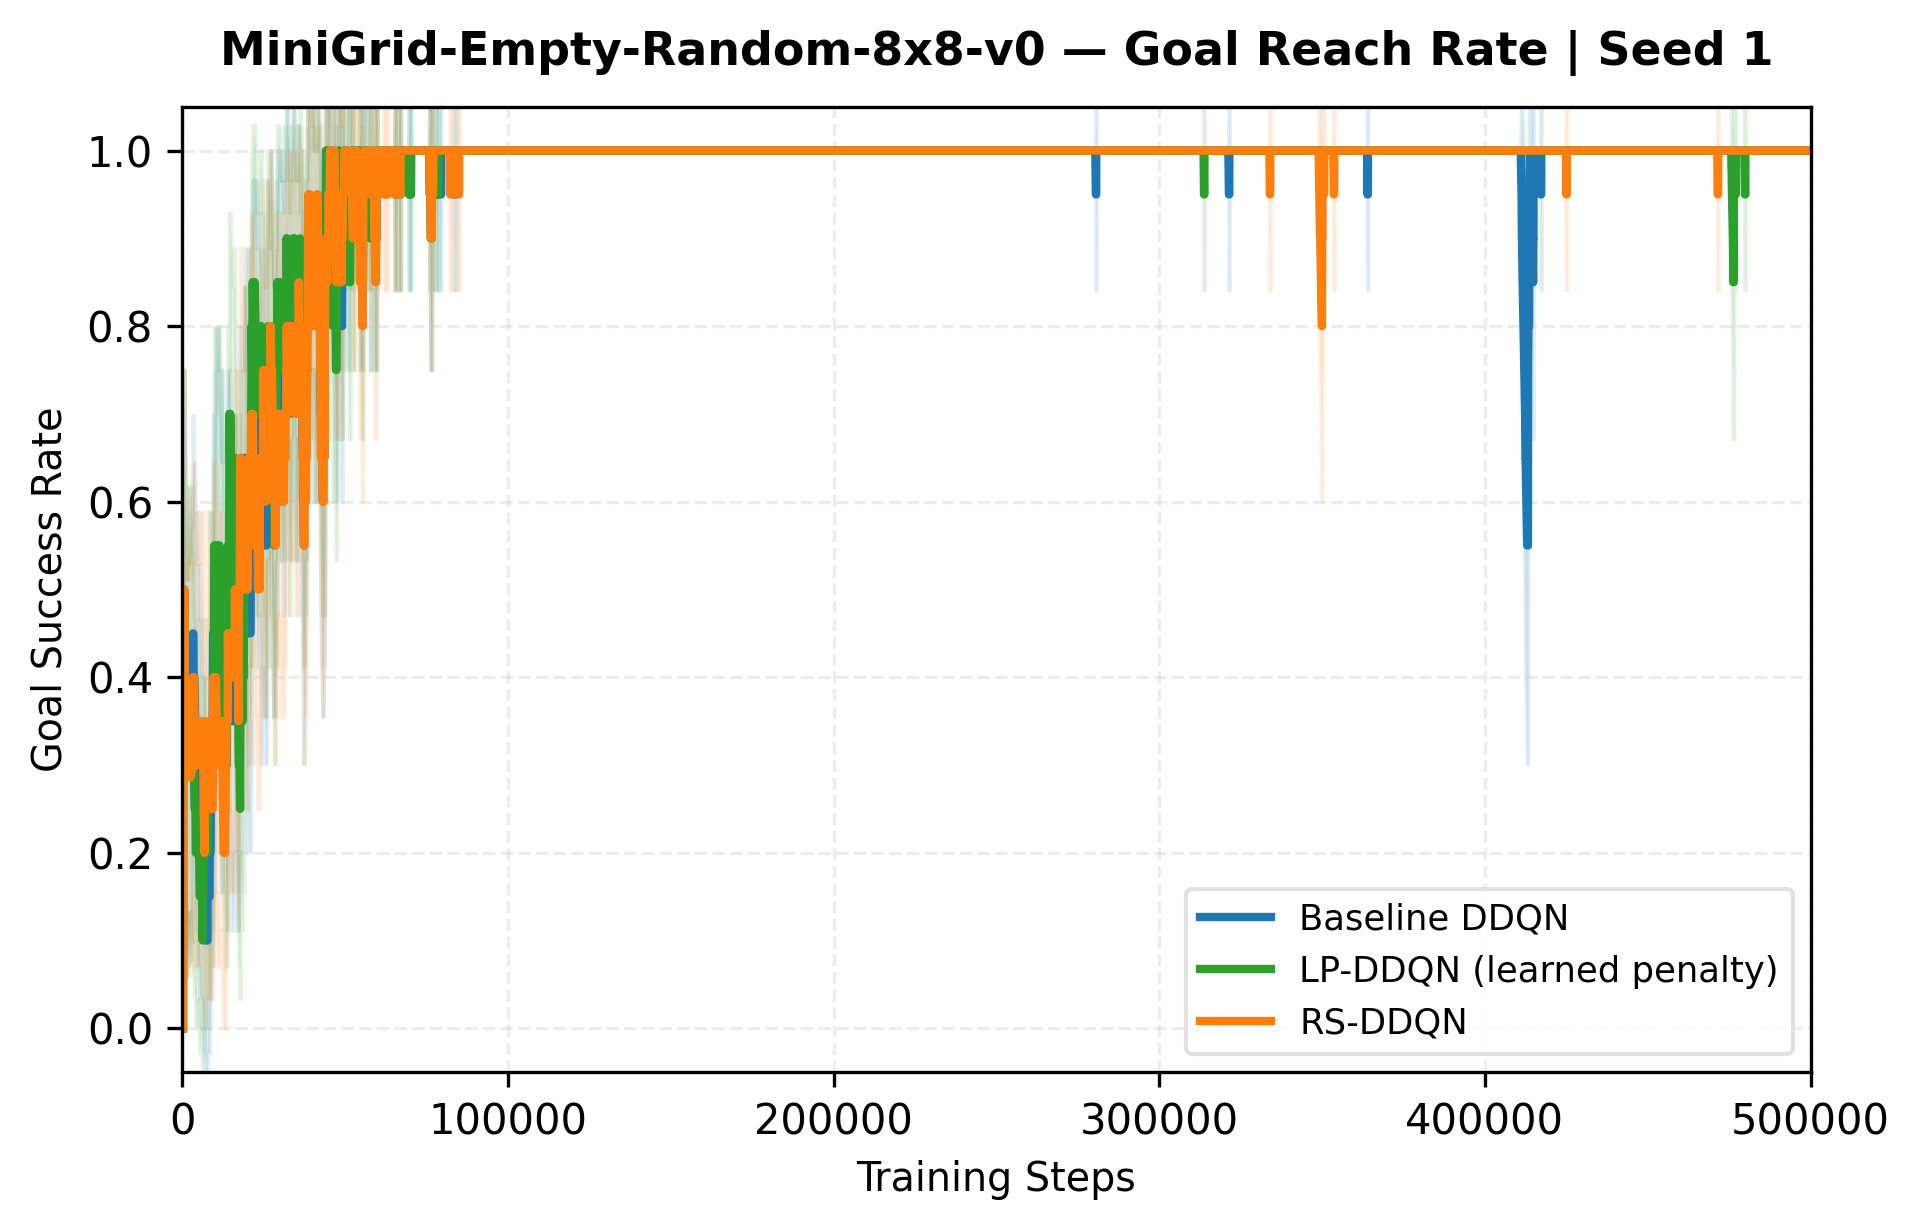 MiniGrid-Empty-Random-8x8-v0 — Goal Reach Rate | Seed 1
Goal Success Rate
1.0
0.8
0.6
0.4
0.2
0.0
0
100000
200000
300000
400000
500000
Training Steps
Baseline DDQN
LP-DDQN (learned penalty)
RS-DDQN